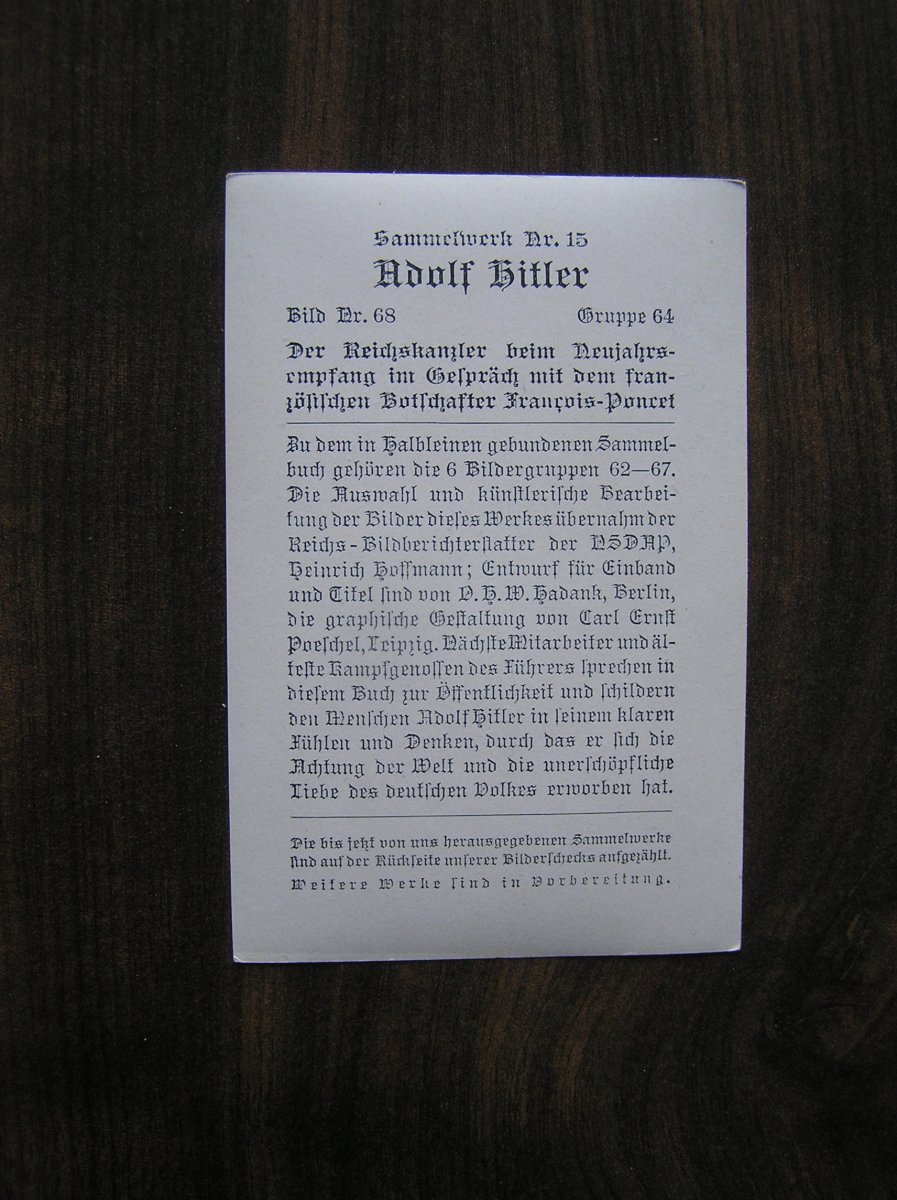 Sammelwerk Nr. 15
Adolf Hitler
Bild Nr. 68 Gruppe 64
Der Reichskanzler beim Neujahrs-
empfang im Gespräch mit dem fran-
zösischen Botschafter François-Poncet
Zu dem in Halbleinen gebundenen Sammel-
buch gehören die 6 Bildergruppen 62—67.
Die Auswahl und künstlerische Bearbei-
tung der Bilder dieses Werkes übernahm der
Reichs-Bildberichterstatter der NSDAP,
Heinrich Hoffmann; Entwurf für Einband
und Titel sind von O. H. W. Hadank, Berlin,
die graphische Gestaltung von Carl Ernst
Poeschel, Leipzig. Nächste Mitarbeiter und äl-
teste Kampfgenossen des Führers sprechen in
diesem Buch zur Öffentlichkeit und schildern
den Menschen Adolf Hitler in seinem klaren
Fühlen und Denken, durch das er sich die
Achtung der Welt und die unerschöpfliche
Liebe des deutschen Volkes erworben hat.
Die bis jetzt von uns herausgegebenen Sammelwerke
sind auf der Rückseite unserer Bilderschecks aufgezählt.
Weitere Werke sind in Vorbereitung.